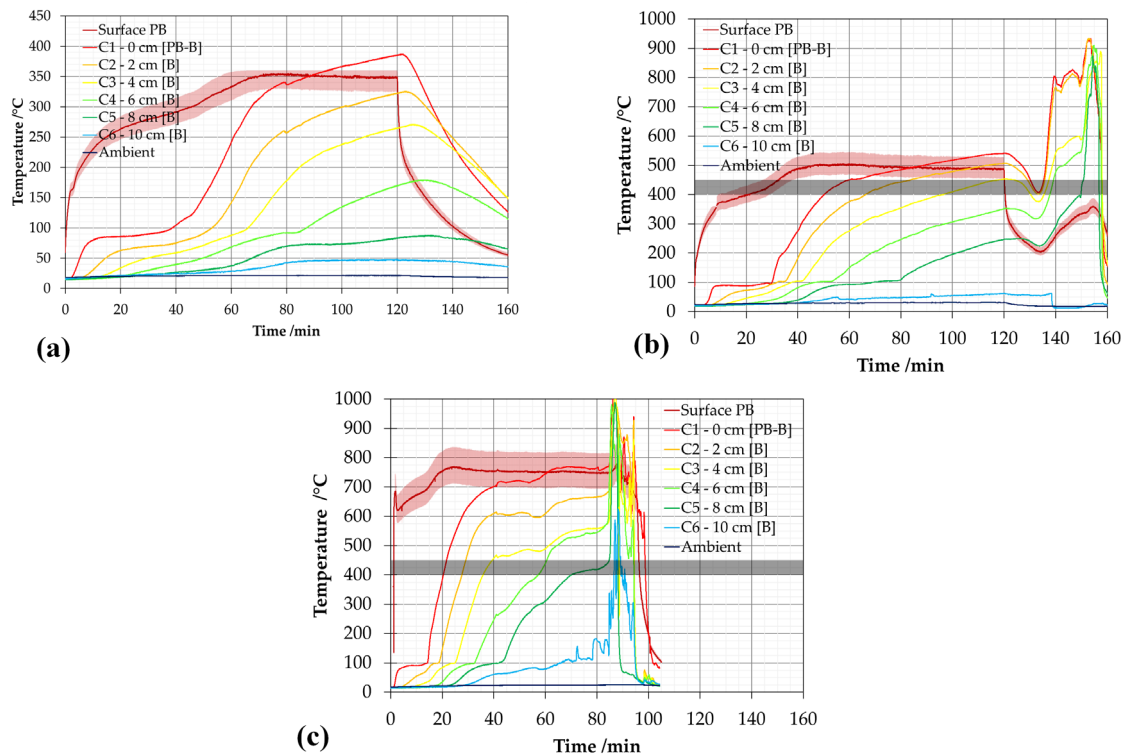 450
400
350
300
250
200
150
100
50
0
Temperature /°C
Surface PB
C1 - 0 cm [PB-B]
C2 - 2 cm [B]
C3 - 4 cm [B]
C4 - 6 cm [B]
C5 - 8 cm [B]
C6 - 10 cm [B]
Ambient
0 20 40 60 80 100 120 140 160
Time /min
(a)
1000
900
800
700
600
500
400
300
200
100
0
Temperature /°C
Surface PB
C1 - 0 cm [PB-B]
C2 - 2 cm [B]
C3 - 4 cm [B]
C4 - 6 cm [B]
C5 - 8 cm [B]
C6 - 10 cm [B]
Ambient
0 20 40 60 80 100 120 140 160
Time /min
(b)
1000
900
800
700
600
500
400
300
200
100
0
Temperature /°C
Surface PB
C1 - 0 cm [PB-B]
C2 - 2 cm [B]
C3 - 4 cm [B]
C4 - 6 cm [B]
C5 - 8 cm [B]
C6 - 10 cm [B]
Ambient
0 20 40 60 80 100 120 140 160
Time /min
(c)